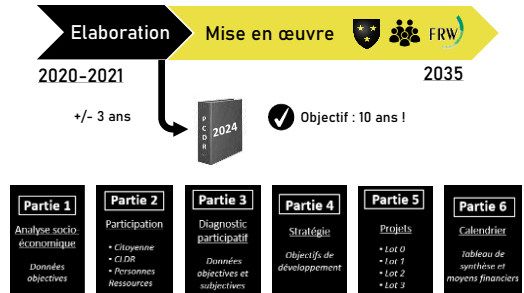 Elaboration
Mise en œuvre
FRW
2020-2021
2035
+/- 3 ans
PCDR
2024
Objectif : 10 ans !
Partie 1
Analyse socio-
économique
Données
objectives
Partie 2
Participation
• Citoyenne
• CLDR
• Personnes
Ressources
Partie 3
Diagnostic
participatif
Données
objectives et
subjectives
Partie 4
Stratégie
Objectifs de
développement
Partie 5
Projets
• Lot 0
• Lot 1
• Lot 2
• Lot 3
Partie 6
Calendrier
Tableau de
synthèse et
moyens financiers